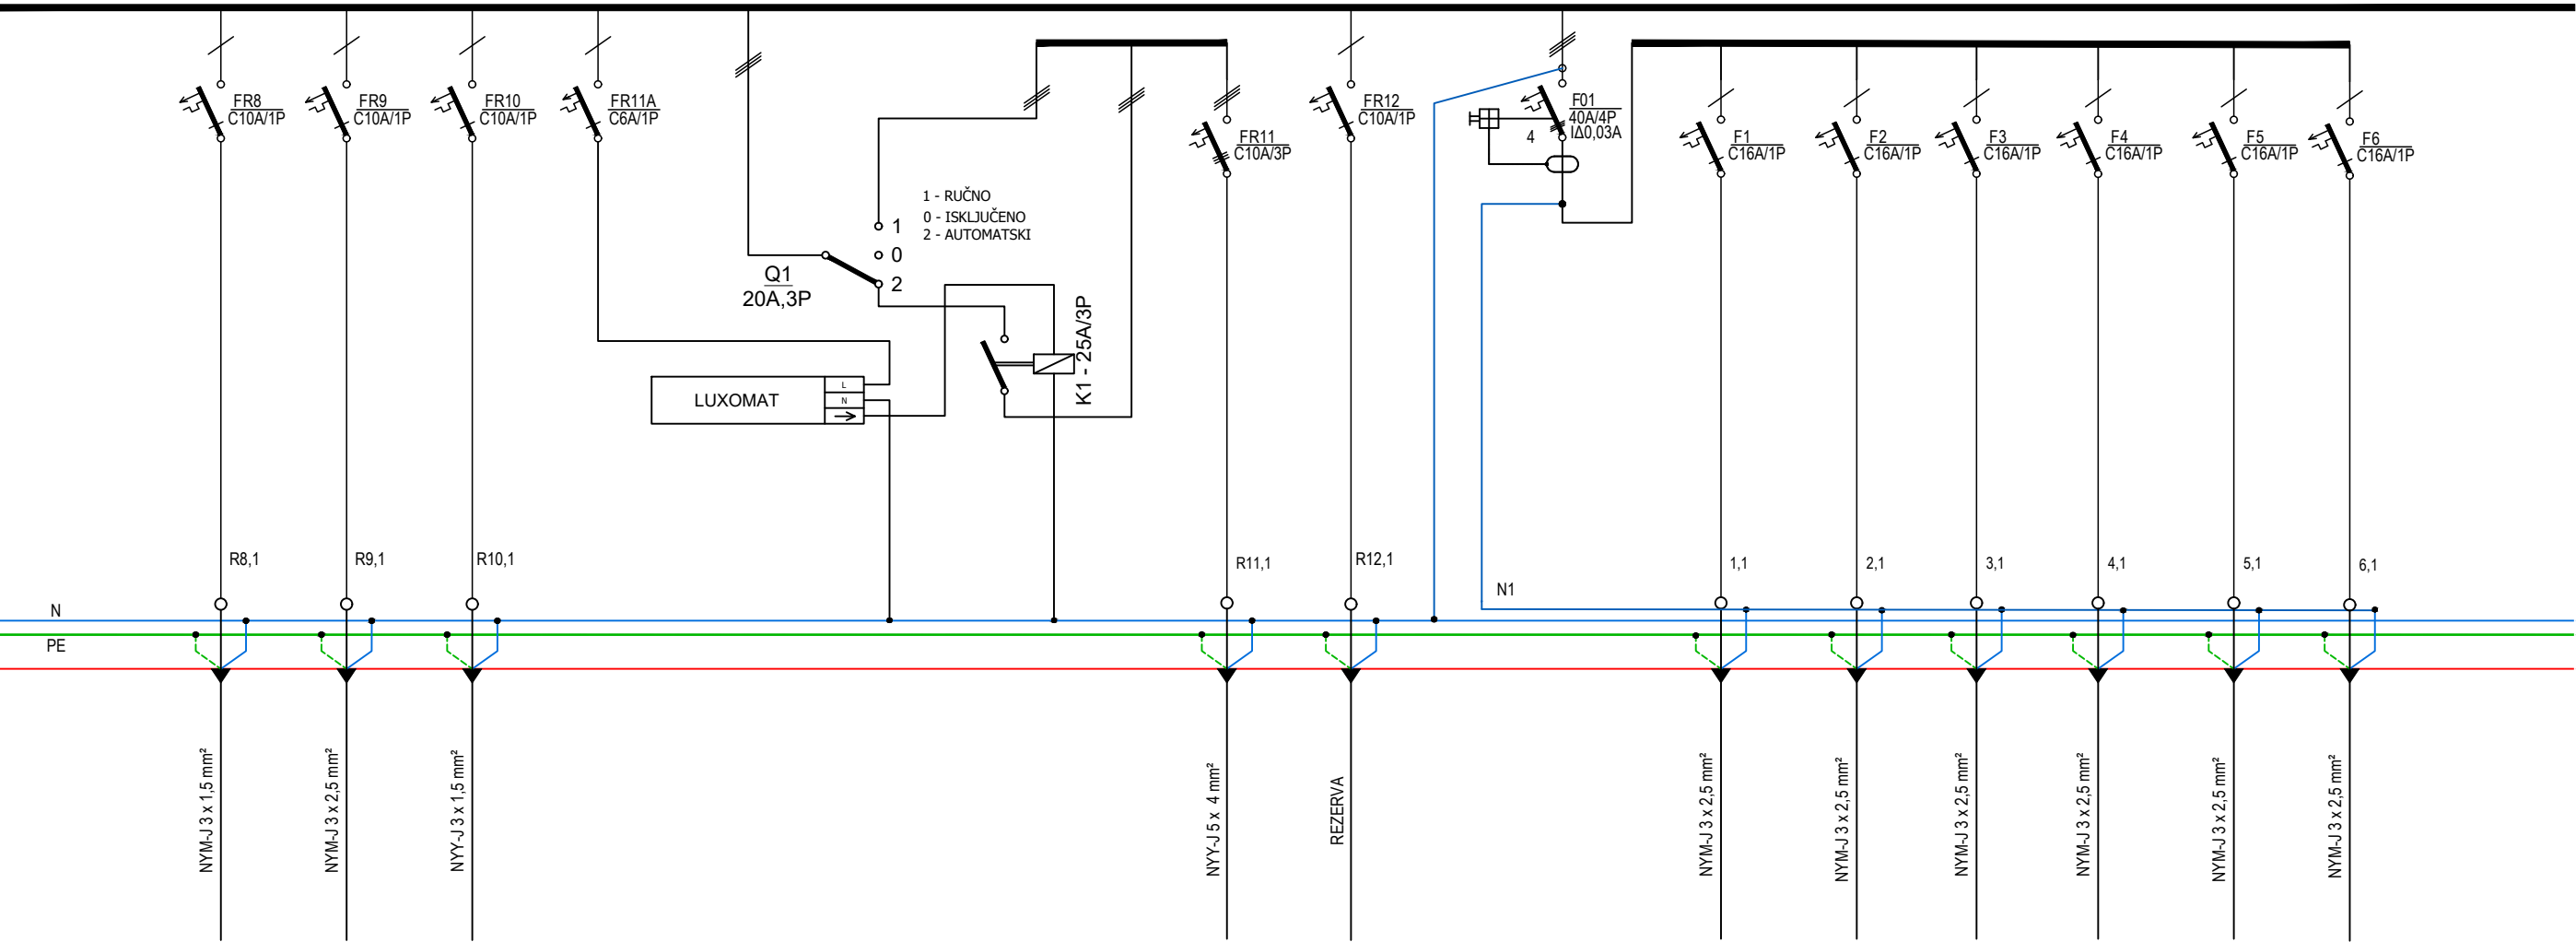 FR8
C10A/1P
FR9
C10A/1P
FR10
C10A/1P
FR11A
C6A/1P
FR11
C10A/3P
FR12
C10A/1P
F01
40A/4P
I∆0,03A
4
F1
C16A/1P
F2
C16A/1P
F3
C16A/1P
F4
C16A/1P
F5
C16A/1P
F6
C16A/1P
1 - RUČNO
0 - ISKLJUČENO
2 - AUTOMATSKI
1
0
2
Q1
20A,3P
K1 - 25A/3P
LUXOMAT
L
N
R8,1
R9,1
R10,1
R11,1
R12,1
1,1
2,1
3,1
4,1
5,1
6,1
N1
N
PE
NYM-J 3 x 1,5 mm²
NYM-J 3 x 2,5 mm²
NYY-J 3 x 1,5 mm²
NYY-J 5 x 4 mm²
REZERVA
NYM-J 3 x 2,5 mm²
NYM-J 3 x 2,5 mm²
NYM-J 3 x 2,5 mm²
NYM-J 3 x 2,5 mm²
NYM-J 3 x 2,5 mm²
NYM-J 3 x 2,5 mm²